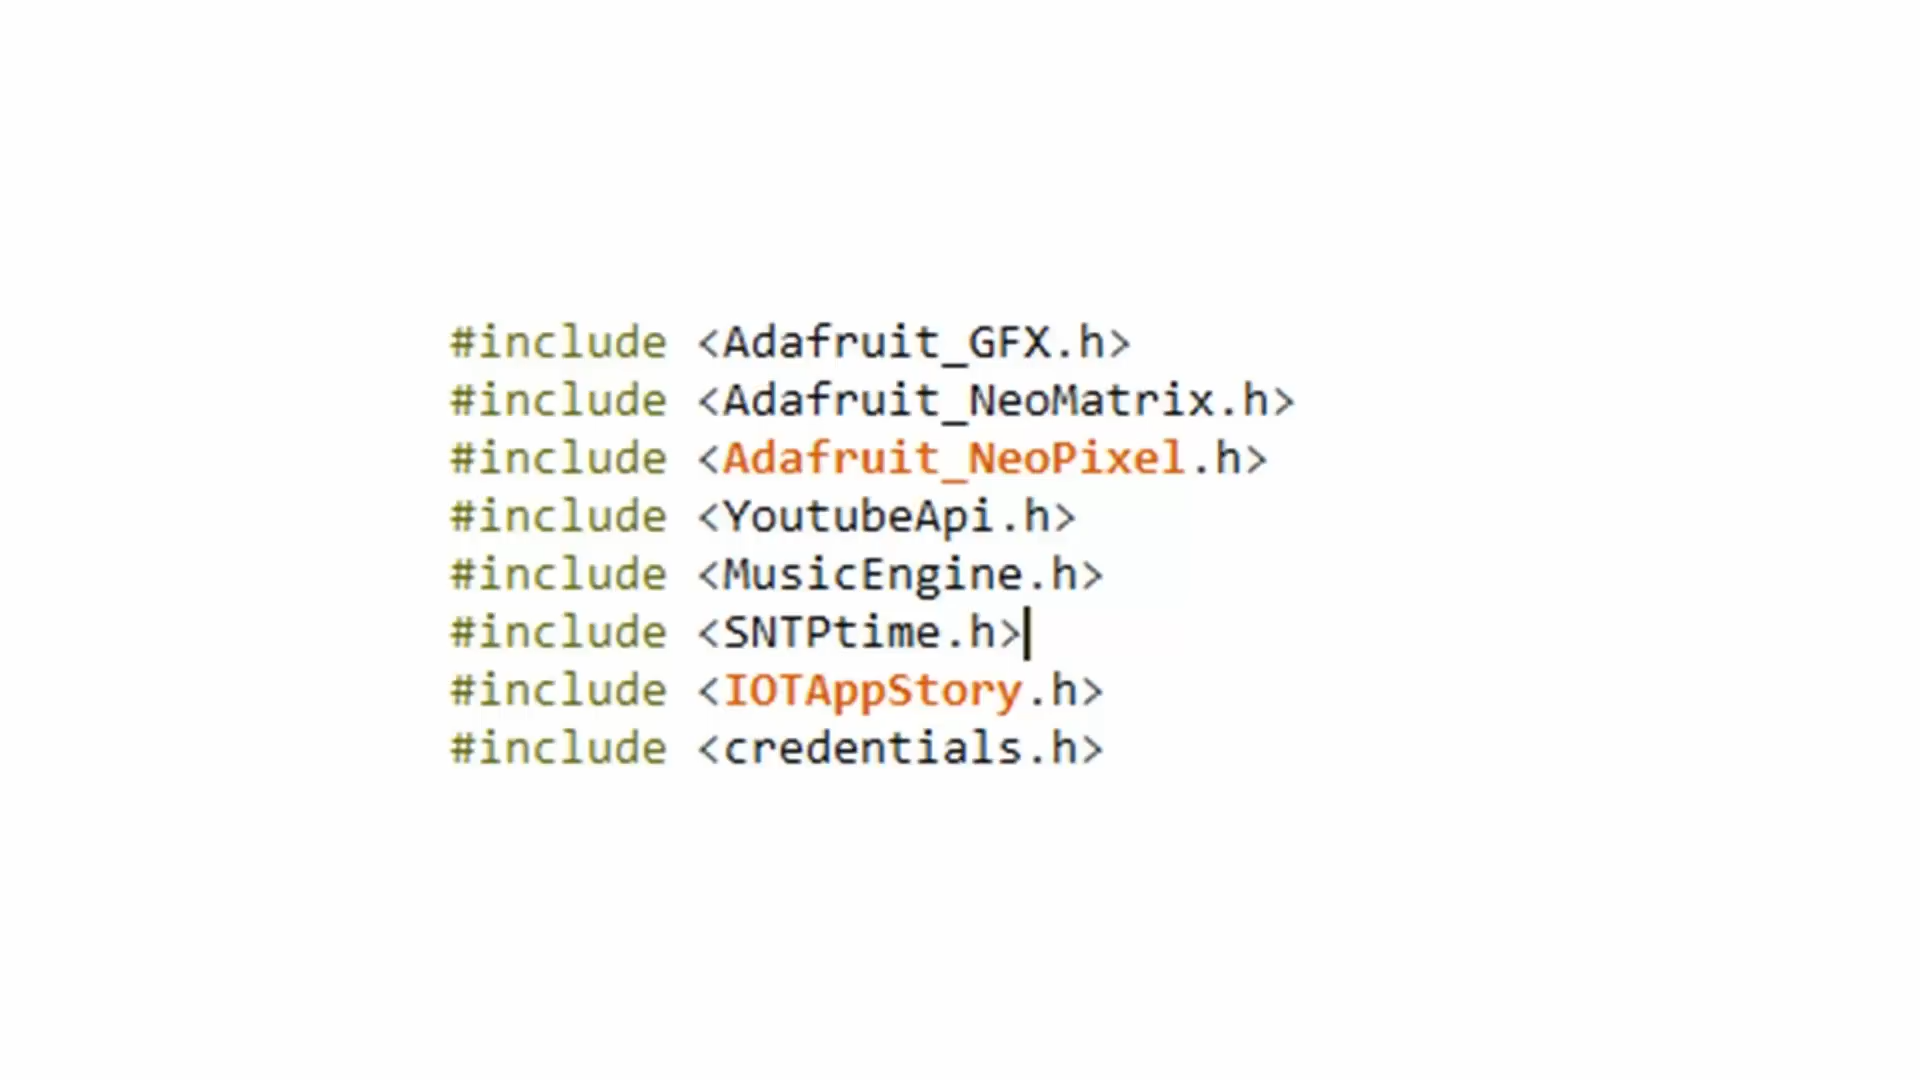 #include <Adafruit_GFX.h>
#include <Adafruit_NeoMatrix.h>
#include <Adafruit_NeoPixel.h>
#include <YoutubeApi.h>
#include <MusicEngine.h>
#include <SNTPtime.h>
#include <IOTAppStory.h>
#include <credentials.h>